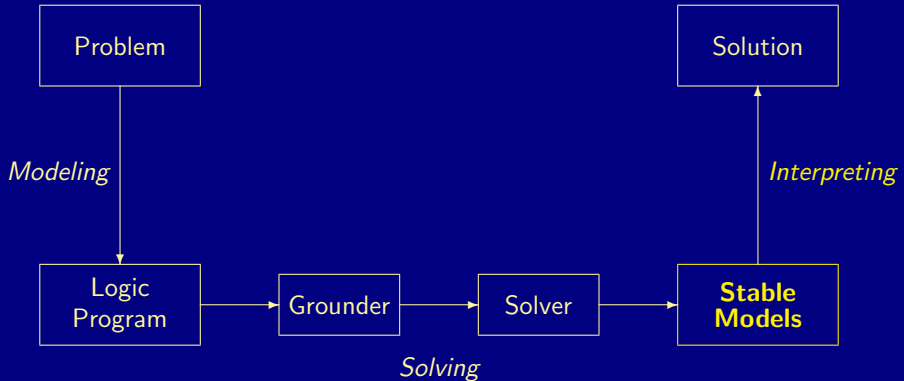 Problem
Solution
Modeling
Interpreting
Logic
Program
Grounder
Solver
Stable
Models
Solving